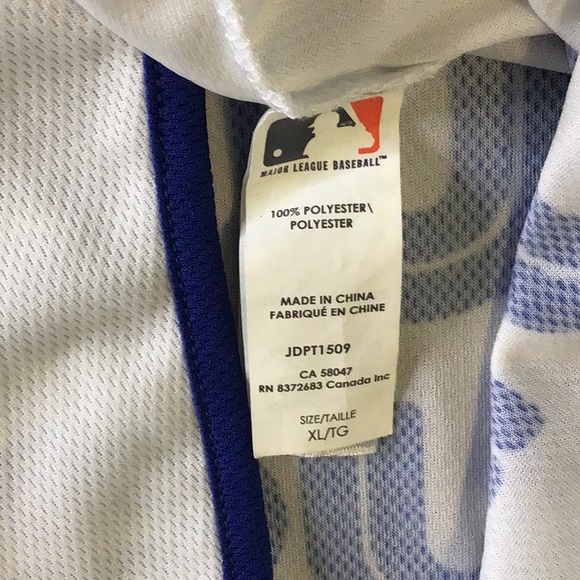 MAJOR LEAGUE BASEBALL™
100% POLYESTER\
POLYESTER
MADE IN CHINA
FABRIQUÉ EN CHINE
JDPT1509
CA 58047
RN 8372683 Canada Inc
SIZE/TAILLE
XL/TG